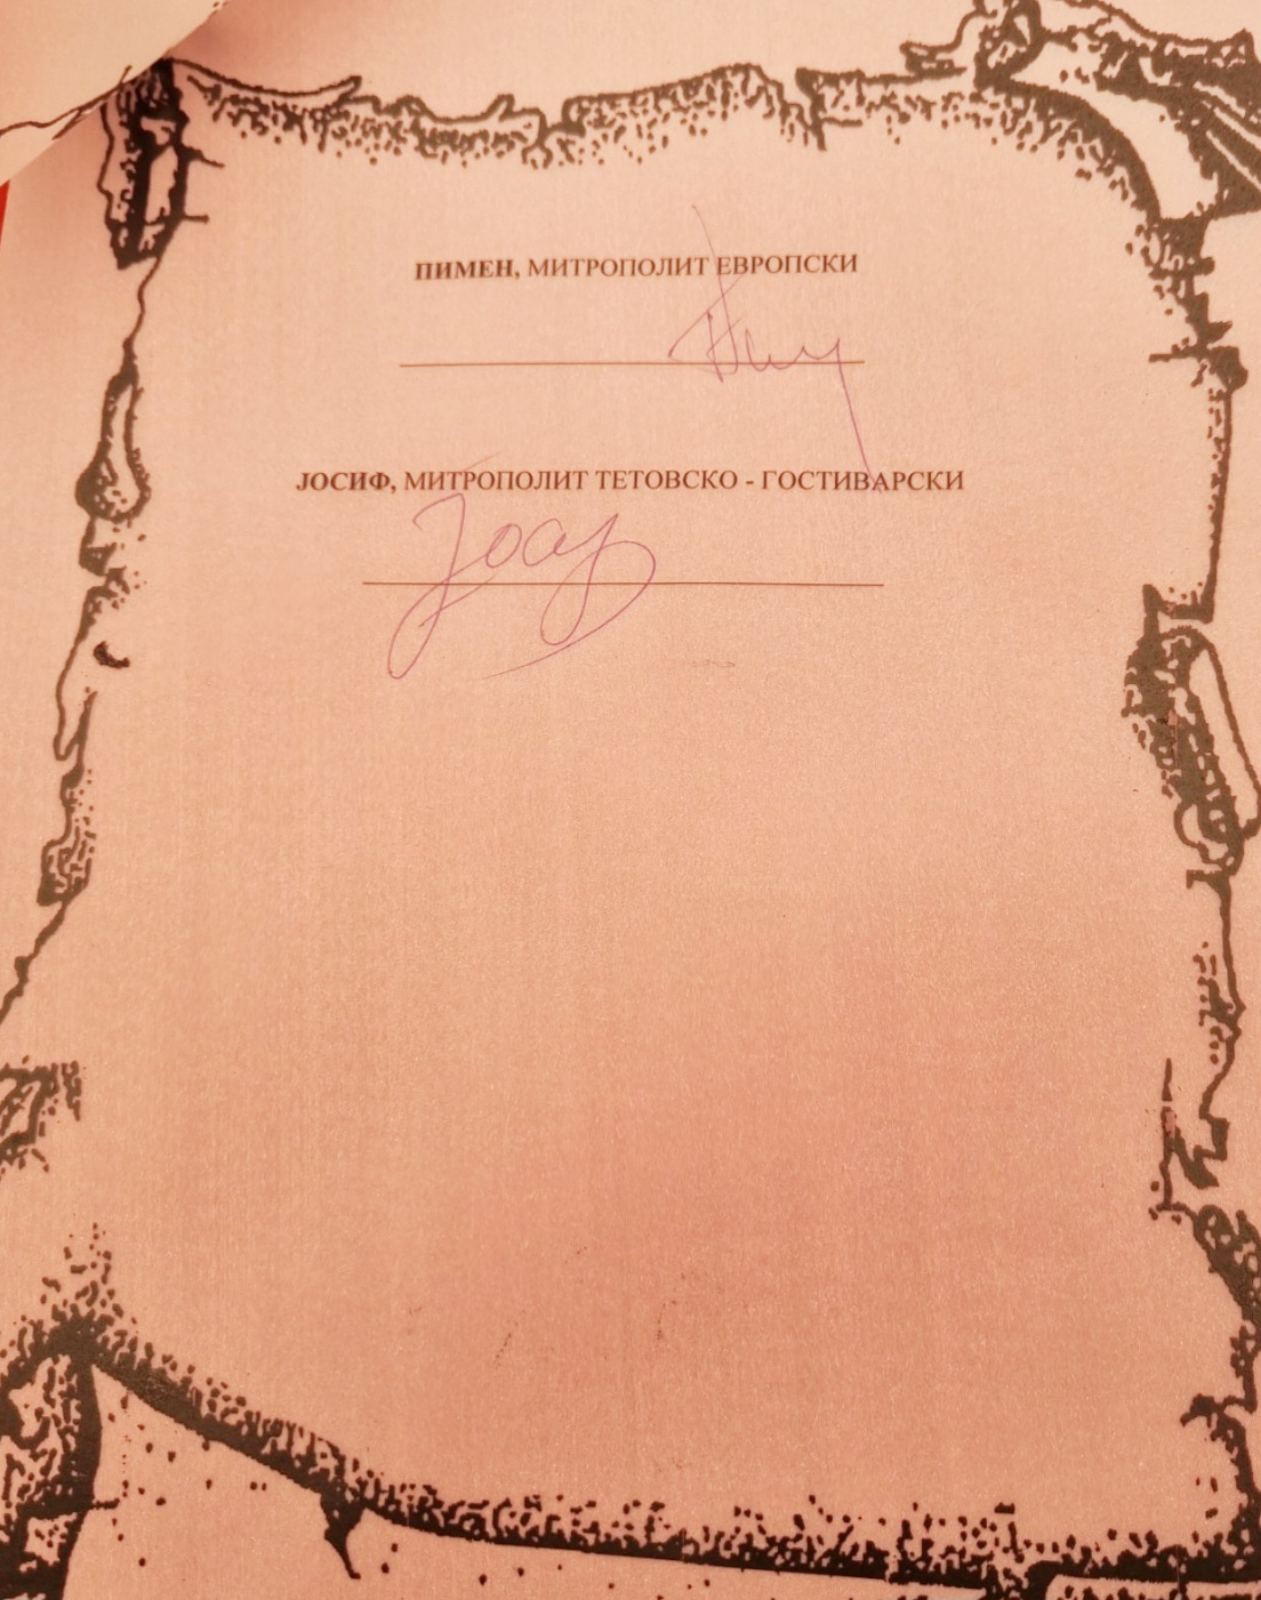 ПИМЕН, МИТРОПОЛИТ ЕВРОПСКИ
ЈОСИФ, МИТРОПОЛИТ ТЕТОВСКО - ГОСТИВАРСКИ